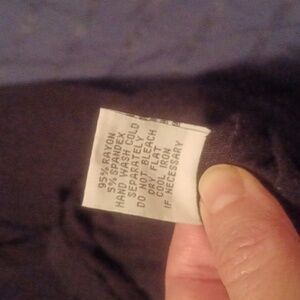 95% RAYON
5% SPANDEX
HAND WASH COLD
SEPARATELY
DO NOT BLEACH
DRY FLAT
COOL IRON
IF NECESSARY